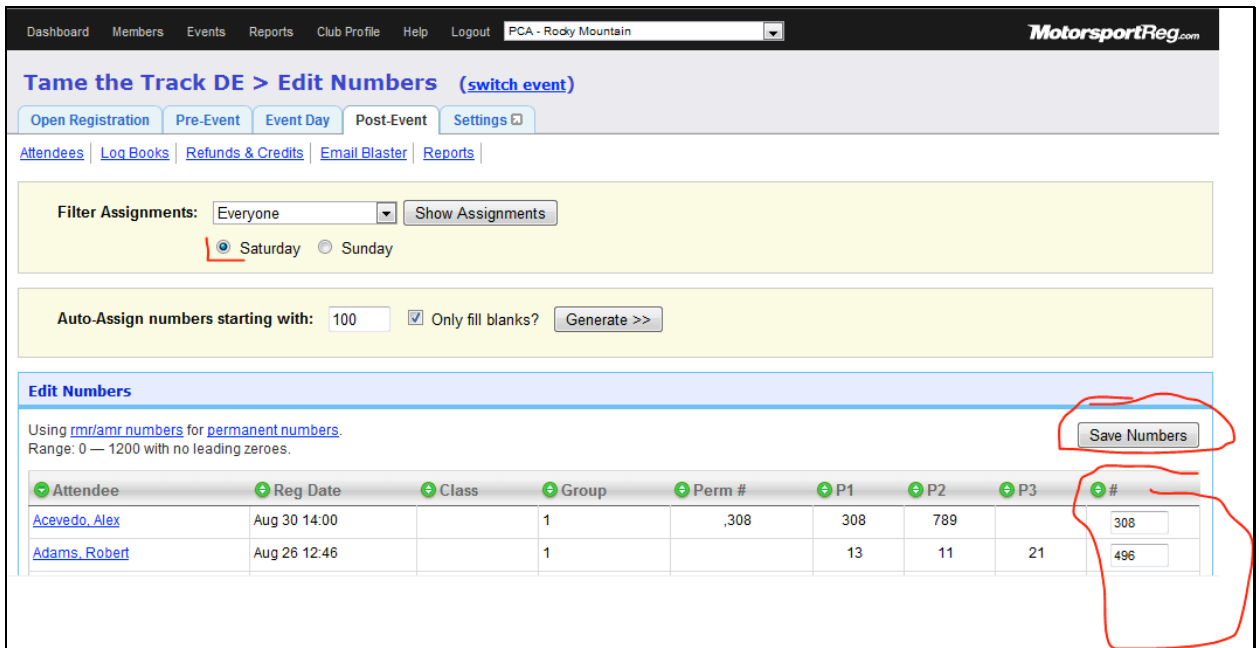 Dashboard Members Events Reports Club Profile Help Logout PCA - Rocky Mountain MotorsportReg.com
Tame the Track DE > Edit Numbers (switch event)
Open Registration Pre-Event Event Day Post-Event Settings
Attendees Log Books Refunds & Credits Email Blaster Reports
Filter Assignments: Everyone Show Assignments
Saturday Sunday
Auto-Assign numbers starting with: 100 Only fill blanks? Generate >>
Edit Numbers
Using rmr/amr numbers for permanent numbers.
Save Numbers
Range: 0 — 1200 with no leading zeroes.
Attendee Reg Date Class Group Perm # P1 P2 P3 #
Acevedo, Alex Aug 30 14:00 1 ,308 308 789 308
Adams, Robert Aug 26 12:46 1 13 11 21 496